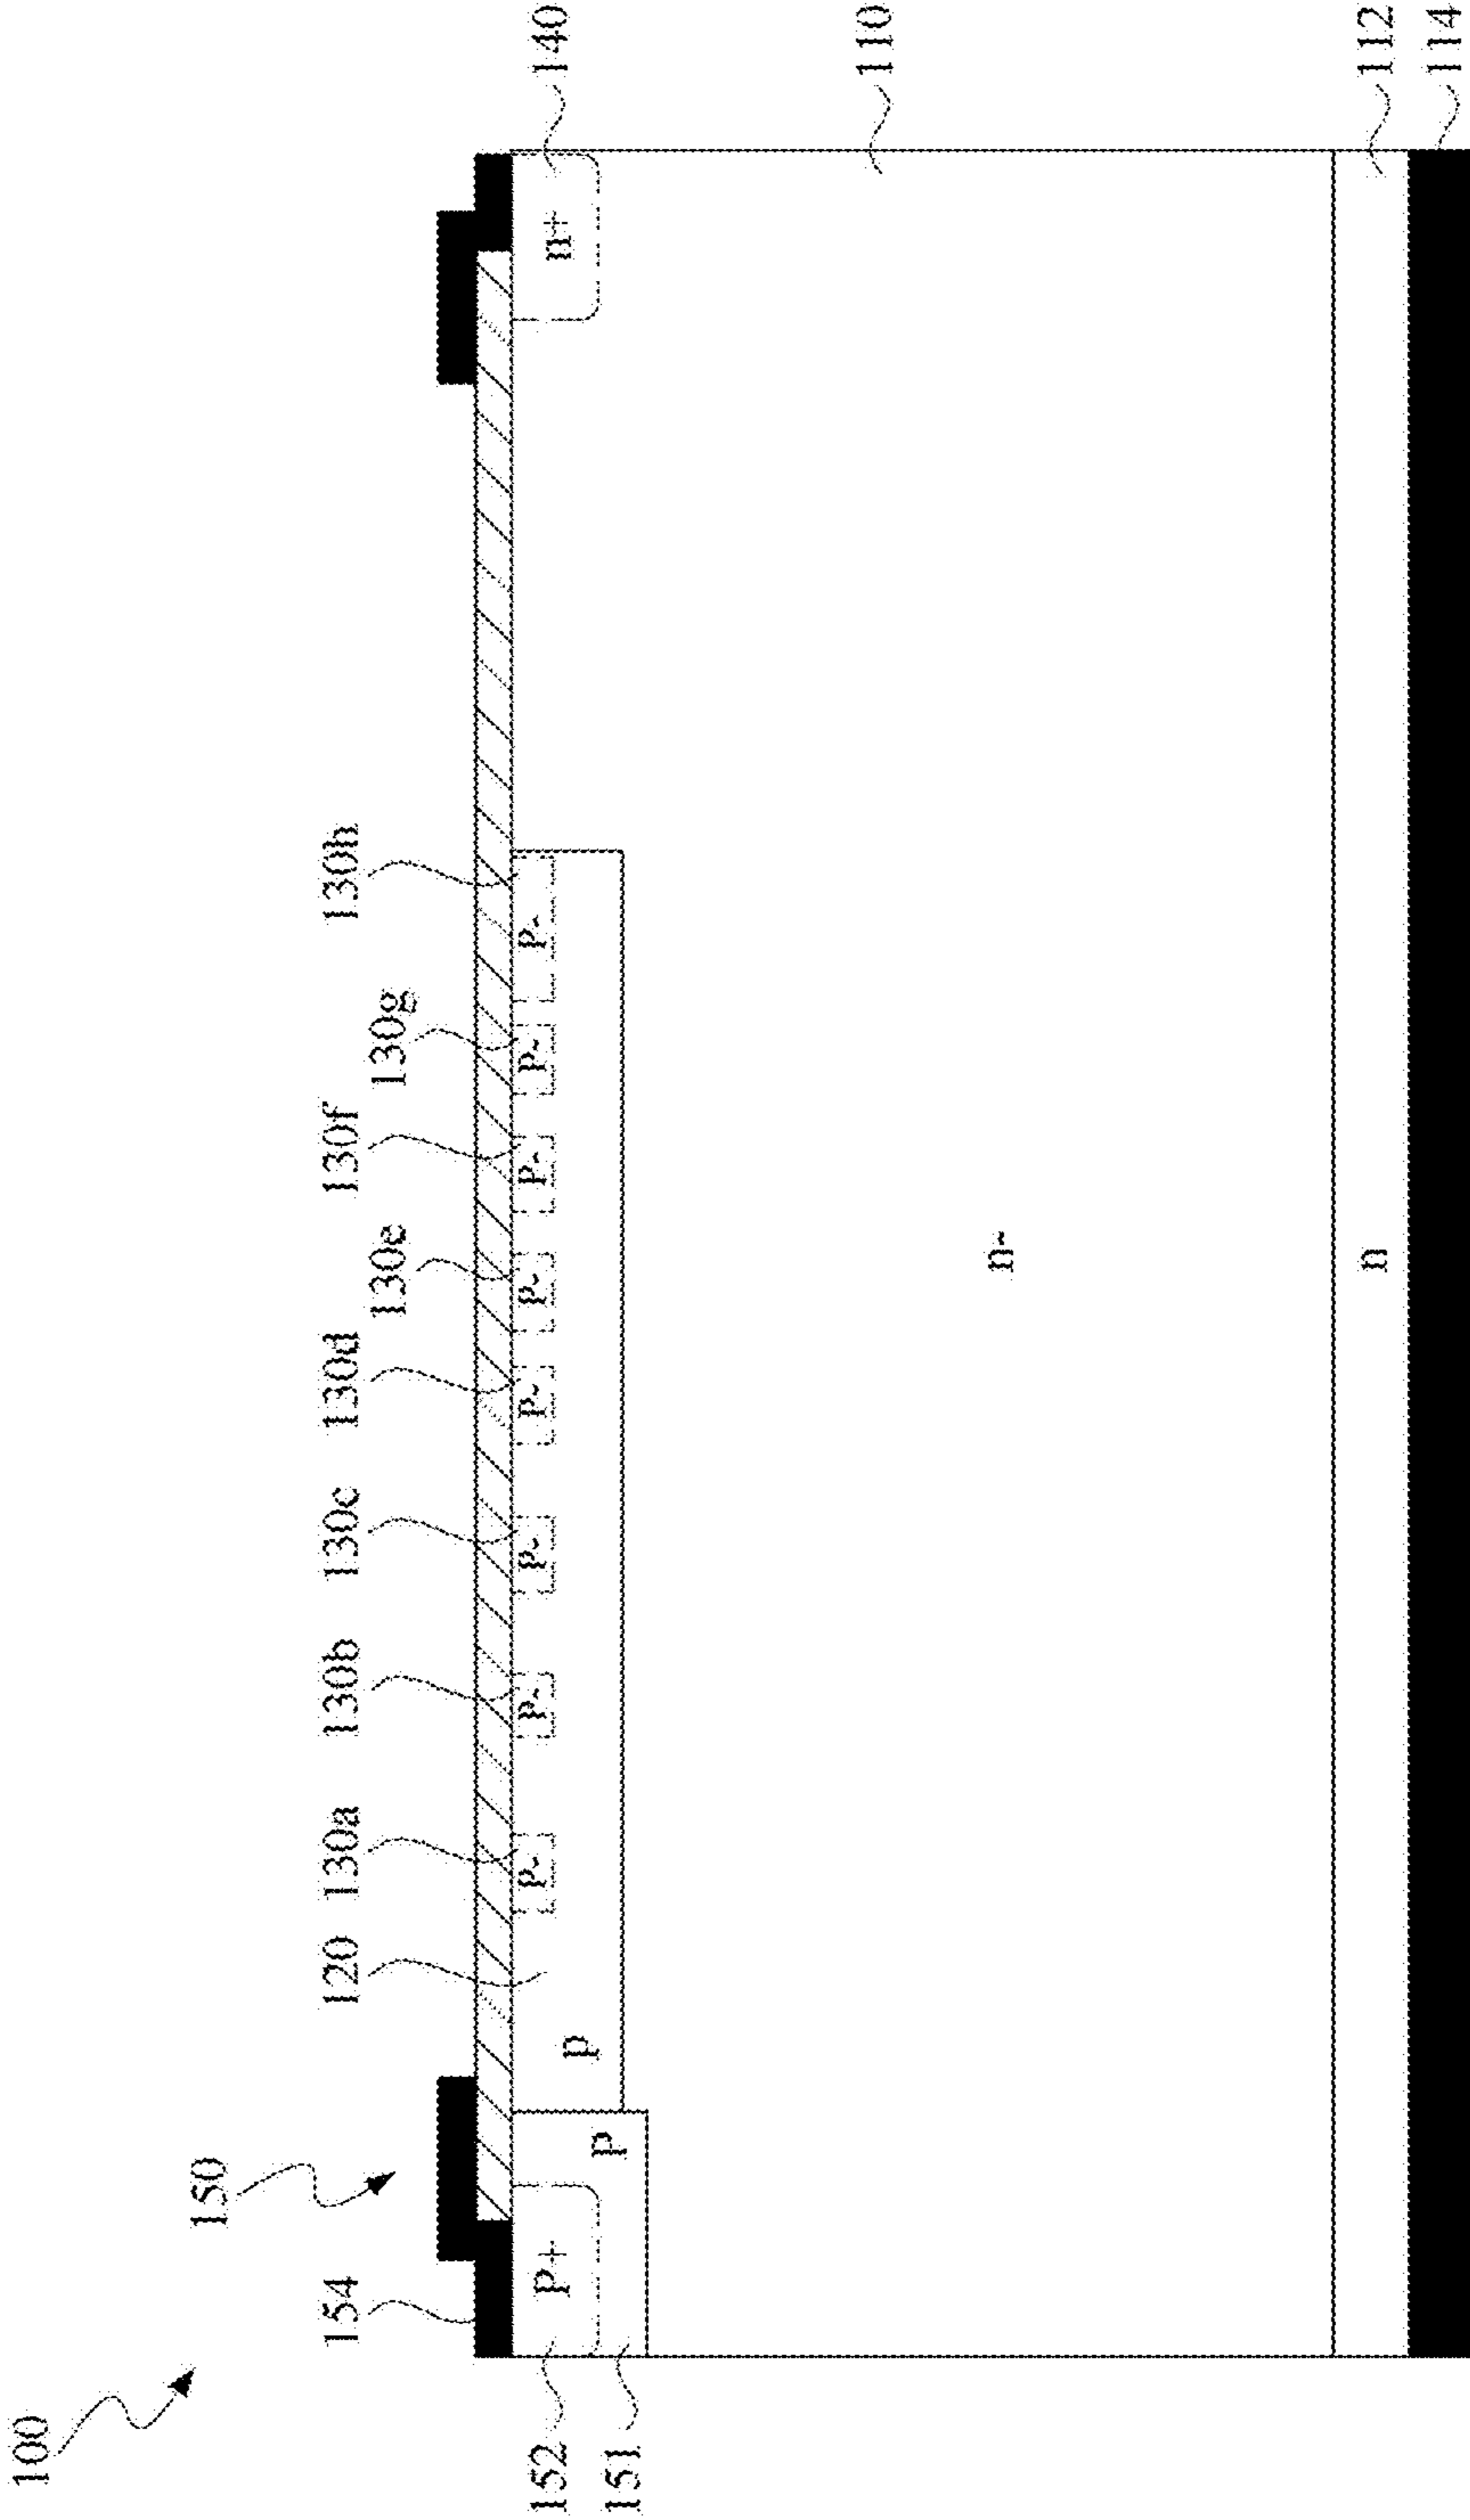 100
150
154
120
130a
130b
130c
130d
130e
130f
130g
130h
152
151
p+
p
p
p-
p-
p-
p-
p-
p-
p-
p-
n+
140
110
n-
112
n
114